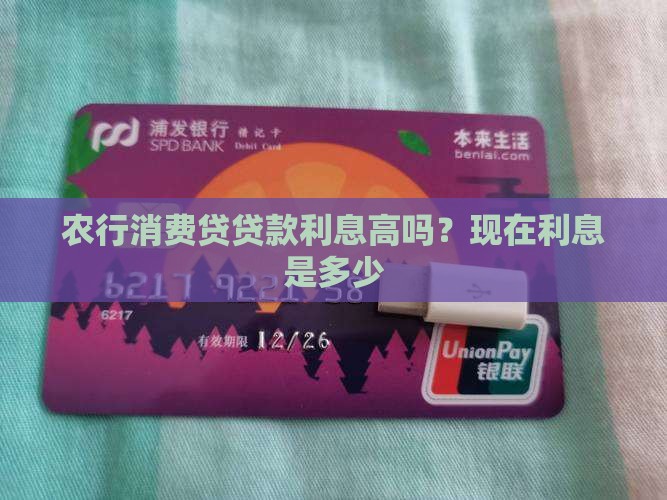 浦发银行 借记卡
SPD BANK Debit Card
本来生活
benlai.com
农行消费贷贷款利息高吗？现在利息
是多少
6217
有效期限 12/26
UnionPay
银联